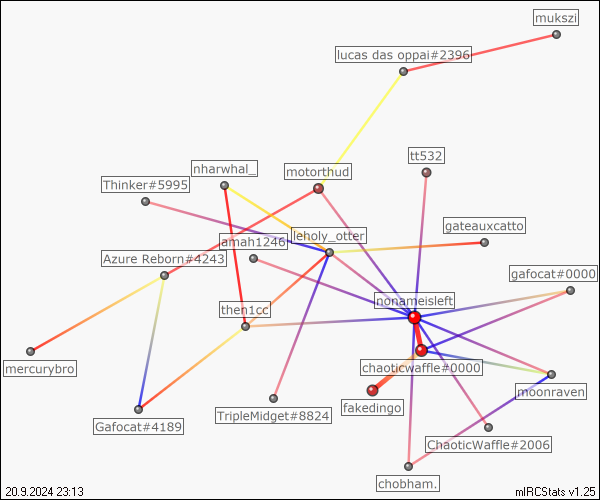 mukszi
lucas das oppai#2396
tt532
nharwhal_
motorthud
Thinker#5995
gateauxcatto
leholy_otter
amah1246
Azure Reborn#4243
gafocat#0000
nonameisleft
then1cc
mercurybro
chaoticwaffle#0000
moonraven
fakedingo
TripleMidget#8824
Gafocat#4189
ChaoticWaffle#2006
chobham.
20.9.2024 23:13
mIRCStats v1.25